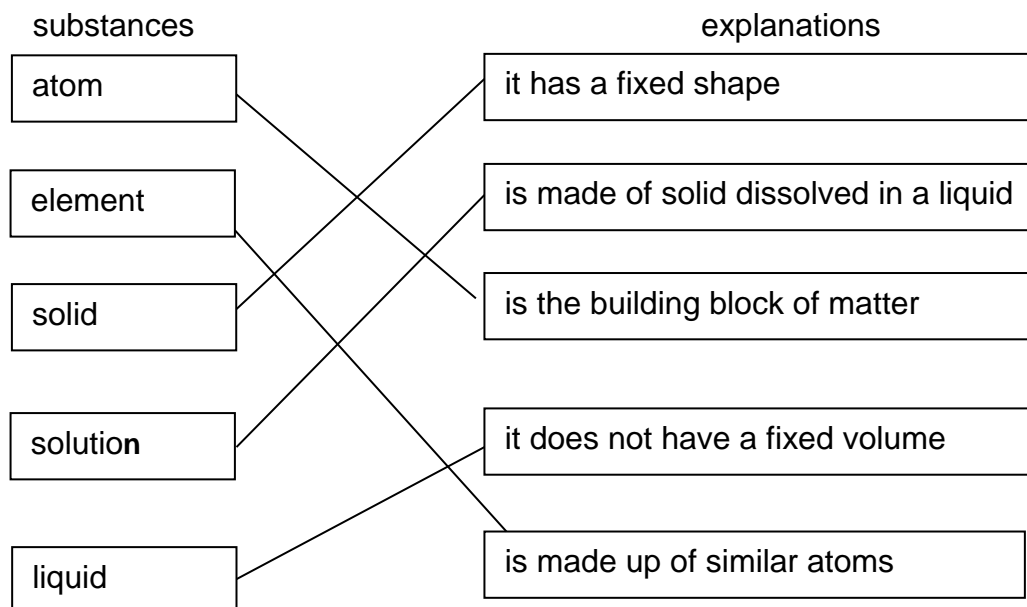 substances explanations
atom it has a fixed shape
element is made of solid dissolved in a liquid
solid is the building block of matter
solution it does not have a fixed volume
liquid is made up of similar atoms